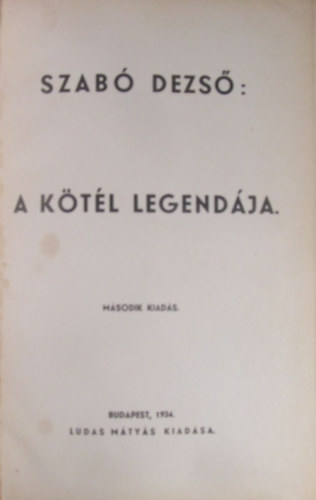 SZABÓ DEZSŐ:
A KÖTÉL LEGENDÁJA.
MÁSODIK KIADÁS.
BUDAPEST, 1934.
LUDAS MÁTYÁS KIADÁSA.